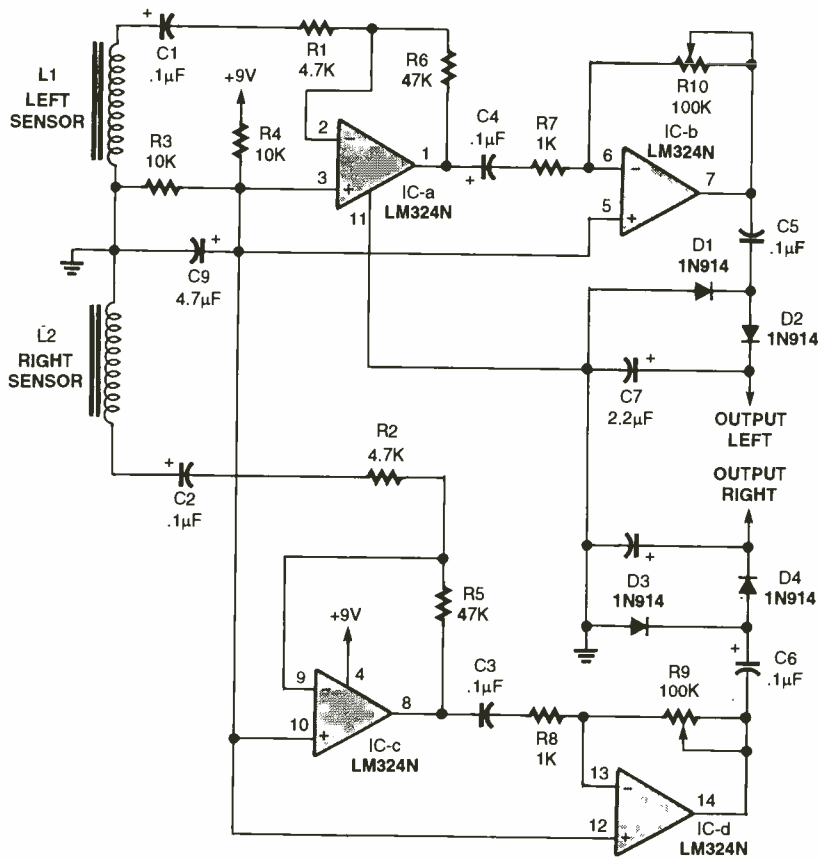 L1
LEFT
SENSOR
+
C1
.1µF
R1
4.7K
R6
47K
+9V
R3
10K
R4
10K
2
−
3
+
1
11
IC-a
LM324N
C4
.1µF
+
R7
1K
R10
100K
IC-b
LM324N
6
−
5
+
7
C5
.1µF
D1
1N914
D2
1N914
+
C9
4.7µF
+
C7
2.2µF
OUTPUT
LEFT
L2
RIGHT
SENSOR
+
C2
.1µF
R2
4.7K
OUTPUT
RIGHT
+
D3
1N914
D4
1N914
R5
47K
+9V
4
9
−
10
+
8
IC-c
LM324N
C3
.1µF
R8
1K
R9
100K
+
C6
.1µF
13
−
12
+
14
IC-d
LM324N